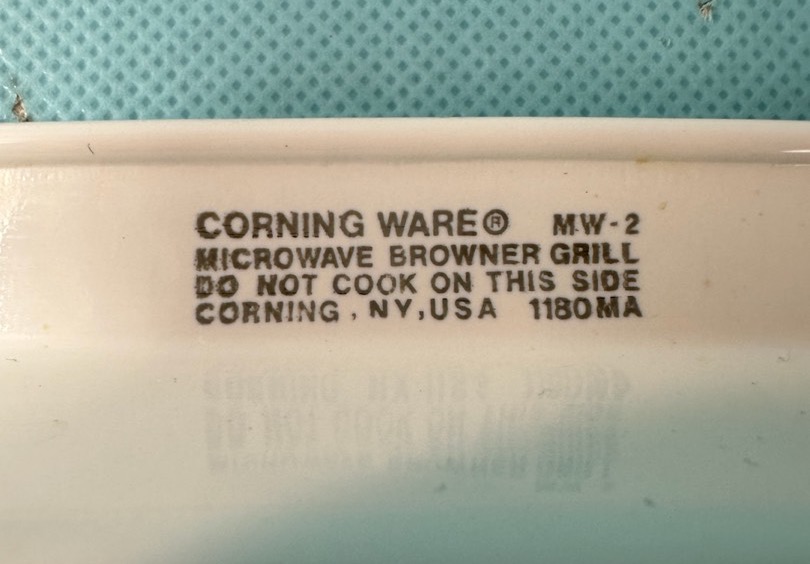 CORNING WARE® MW-2
MICROWAVE BROWNER GRILL
DO NOT COOK ON THIS SIDE
CORNING, NY, USA 1180MA